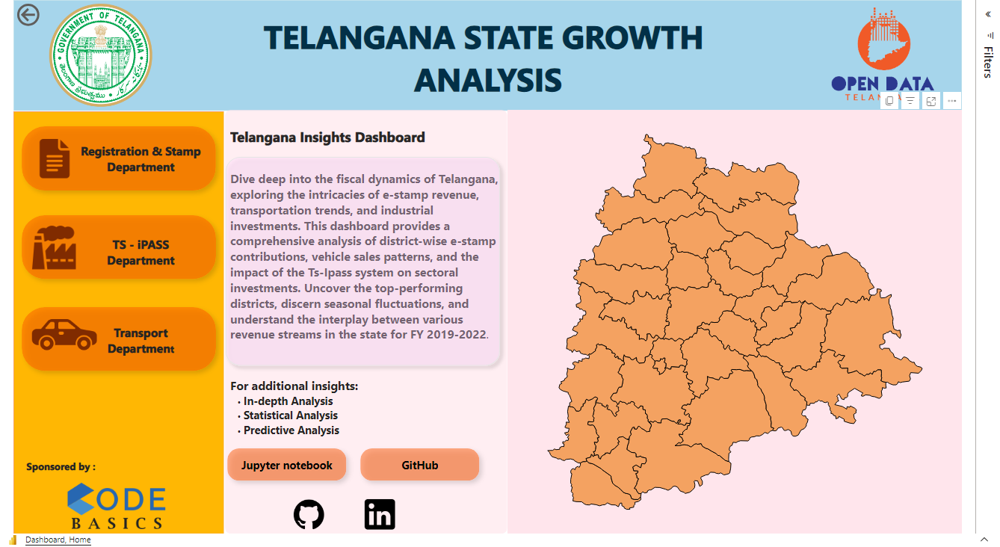 GOVERNMENT OF TELANGANA
TELANGANA STATE GROWTH
ANALYSIS
OPEN DATA
Filters
Registration & Stamp
Department
TS - iPASS
Department
Transport
Department
Sponsored by :
CODE
BASICS
Telangana Insights Dashboard
Dive deep into the fiscal dynamics of Telangana,
exploring the intricacies of e-stamp revenue,
transportation trends, and industrial
investments. This dashboard provides a
comprehensive analysis of district-wise e-stamp
contributions, vehicle sales patterns, and the
impact of the Ts-Ipass system on sectoral
investments. Uncover the top-performing
districts, discern seasonal fluctuations, and
understand the interplay between various
revenue streams in the state for FY 2019-2022.
For additional insights:
• In-depth Analysis
• Statistical Analysis
• Predictive Analysis
Jupyter notebook
GitHub
in
Dashboard, Home